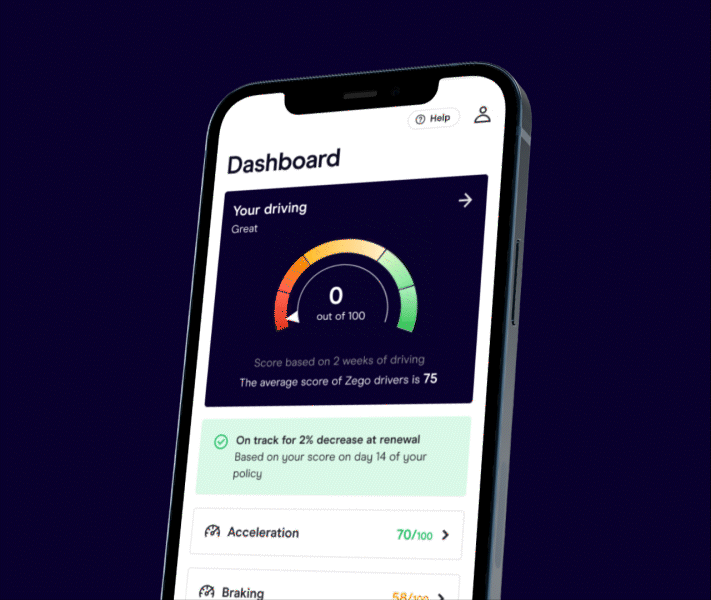 Help
Dashboard
Your driving
Great
0
out of 100
Score based on 2 weeks of driving
The average score of Zego drivers is 75
On track for 2% decrease at renewal
Based on your score on day 14 of your
policy
Acceleration
70/100
Braking
58/100